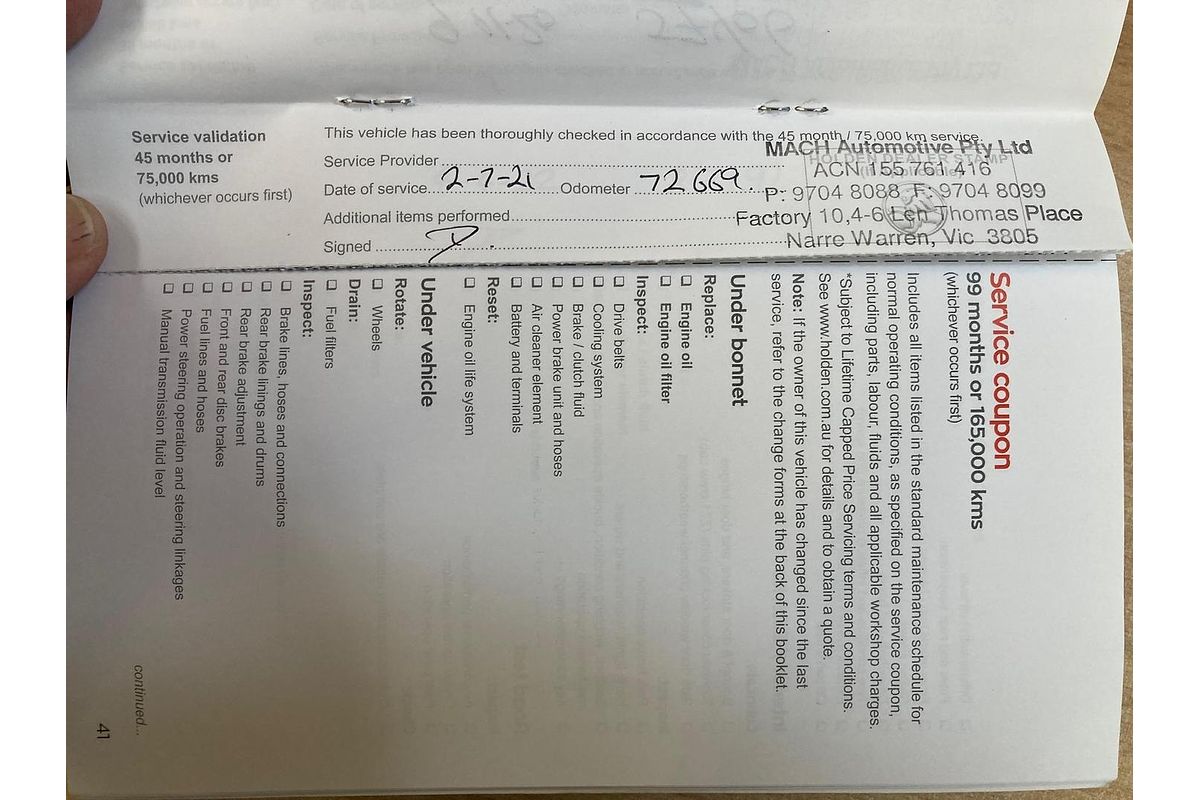 Service validation
45 months or
75,000 kms
(whichever occurs first)
This vehicle has been thoroughly checked in accordance with the 45 month / 75,000 km service.
Service Provider
Date of service 2-7-21 Odometer 72669
Additional items performed
Signed
HOLDEN DEALER STAMP
MACH Automotive Pty Ltd
ACN 155 761 416
P: 9704 8088 F: 9704 8099
Factory 10,4-6 Len Thomas Place
Narre Warren, Vic 3805
Service coupon
99 months or 165,000 kms
(whichever occurs first)
Includes all items listed in the standard maintenance schedule for
normal operating conditions, as specified on the service coupon,
including parts, labour, fluids and all applicable workshop charges.
*Subject to Lifetime Capped Price Servicing terms and conditions.
See www.holden.com.au for details and to obtain a quote.
Note: If the owner of this vehicle has changed since the last
service, refer to the change forms at the back of this booklet.
Under bonnet
Replace:
Engine oil
Engine oil filter
Inspect:
Drive belts
Cooling system
Brake / clutch fluid
Power brake unit and hoses
Air cleaner element
Battery and terminals
Reset:
Engine oil life system
Under vehicle
Rotate:
Wheels
Drain:
Fuel filters
Inspect:
Brake lines, hoses and connections
Rear brake linings and drums
Rear brake adjustment
Front and rear disc brakes
Fuel lines and hoses
Power steering operation and steering linkages
Manual transmission fluid level
continued...
41